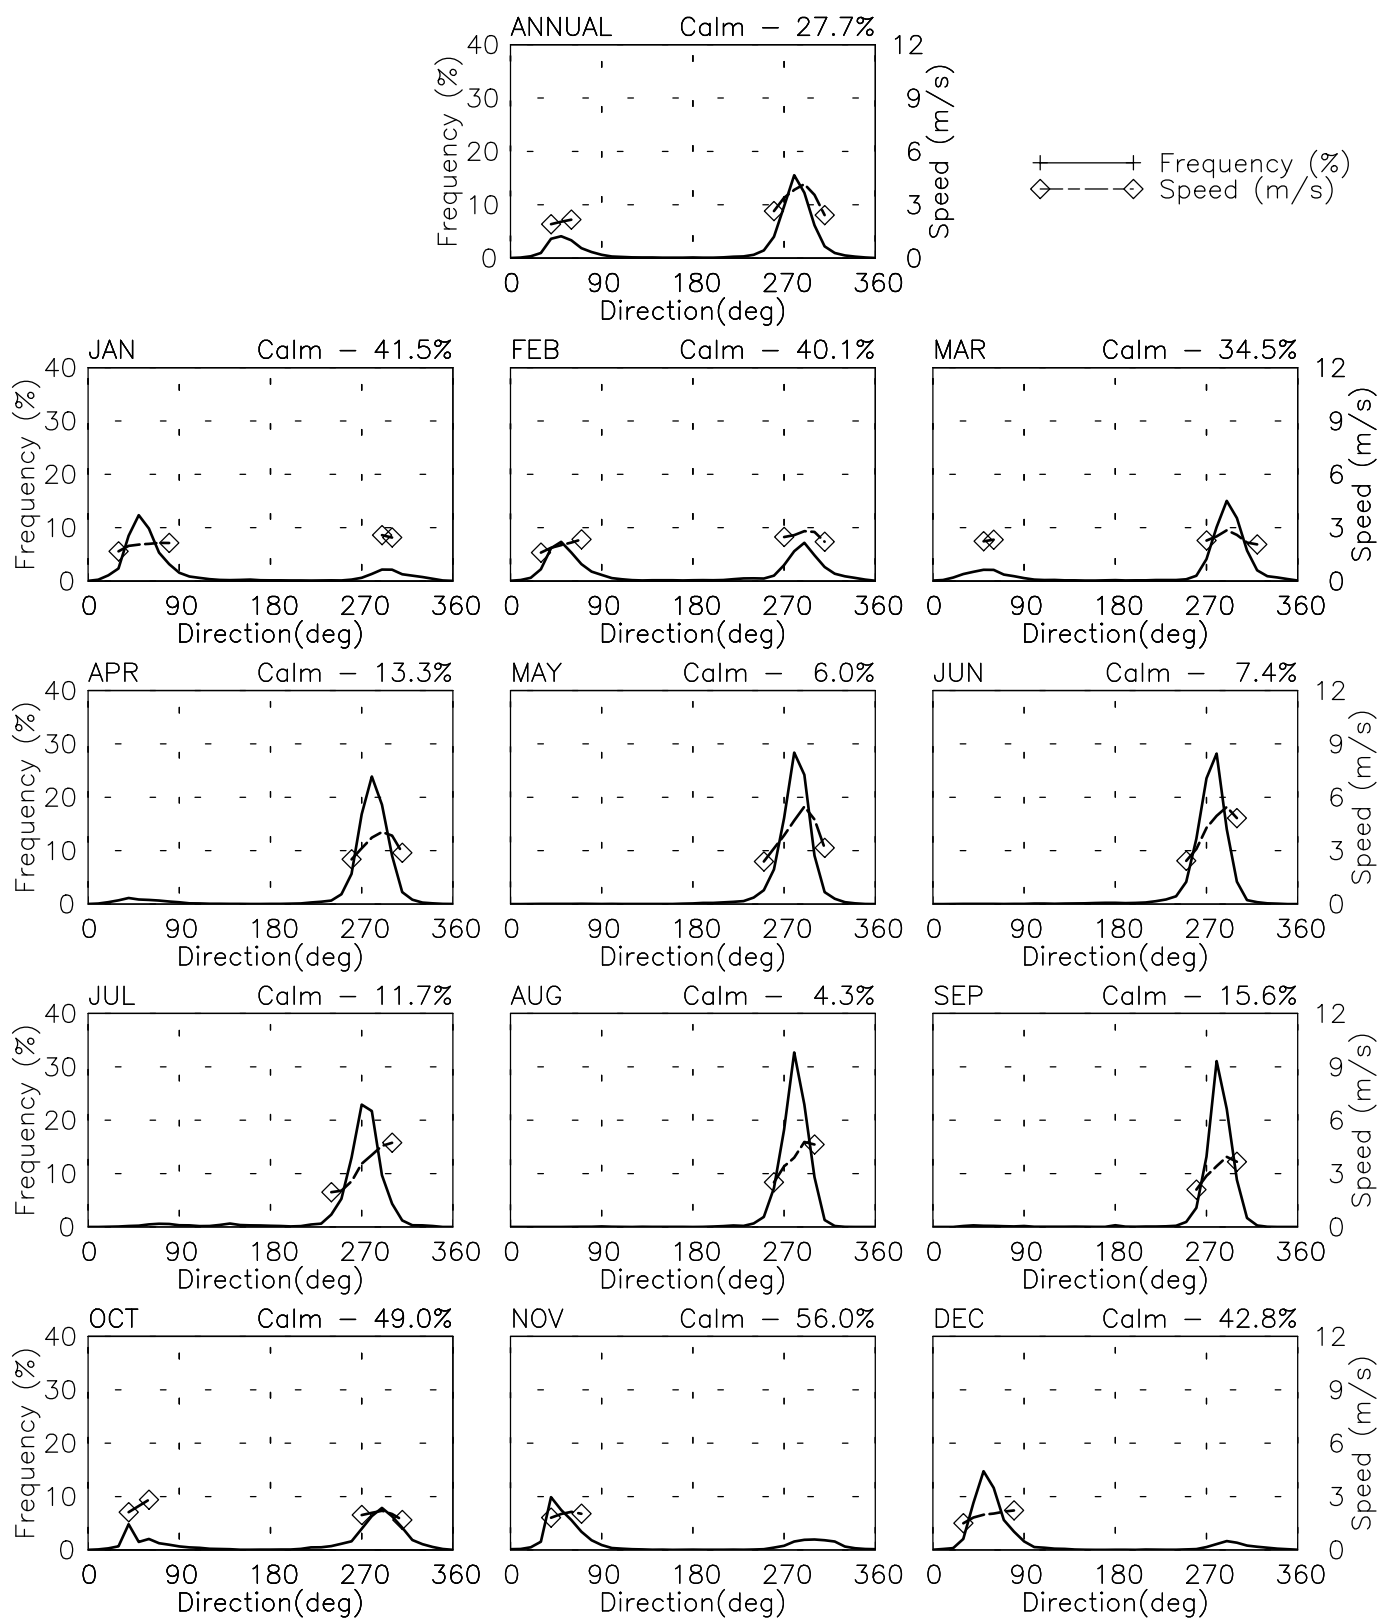 ANNUAL Calm - 27.7%
40 12
30 9
20 6
10 3
0 0
Frequency (%)
Speed (m/s)
0 90 180 270 360
Direction(deg)
Frequency (%)
Speed (m/s)
JAN Calm - 41.5% FEB Calm - 40.1% MAR Calm - 34.5%
40 12
30 9
20 6
10 3
0 0
Frequency (%)
Speed (m/s)
0 90 180 270 360 0 90 180 270 360 0 90 180 270 360
Direction(deg) Direction(deg) Direction(deg)
APR Calm - 13.3% MAY Calm - 6.0% JUN Calm - 7.4%
40 12
30 9
20 6
10 3
0 0
Frequency (%)
Speed (m/s)
0 90 180 270 360 0 90 180 270 360 0 90 180 270 360
Direction(deg) Direction(deg) Direction(deg)
JUL Calm - 11.7% AUG Calm - 4.3% SEP Calm - 15.6%
40 12
30 9
20 6
10 3
0 0
Frequency (%)
Speed (m/s)
0 90 180 270 360 0 90 180 270 360 0 90 180 270 360
Direction(deg) Direction(deg) Direction(deg)
OCT Calm - 49.0% NOV Calm - 56.0% DEC Calm - 42.8%
40 12
30 9
20 6
10 3
0 0
Frequency (%)
Speed (m/s)
0 90 180 270 360 0 90 180 270 360 0 90 180 270 360
Direction(deg) Direction(deg) Direction(deg)